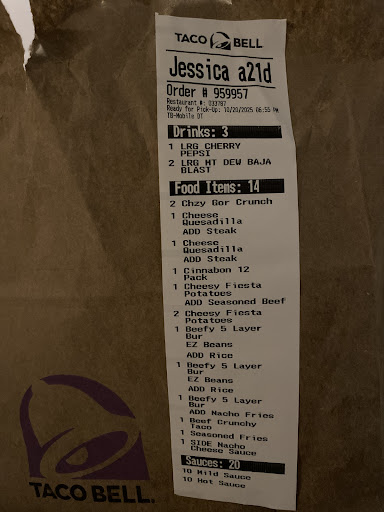 TACO BELL
Jessica a21d
Order # 959957
Restaurant #: 033787
Ready for Pick-Up: 10/20/2025 06:55 PM
TB-Mobile DT
Drinks: 3
1 LRG CHERRY
PEPSI
2 LRG MT DEW BAJA
BLAST
Food Items: 14
2 Chzy Gor Crunch
1 Cheese
Quesadilla
ADD Steak
1 Cheese
Quesadilla
ADD Steak
1 Cinnabon 12
Pack
1 Cheesy Fiesta
Potatoes
ADD Seasoned Beef
2 Cheesy Fiesta
Potatoes
1 Beefy 5 Layer
Bur
EZ Beans
ADD Rice
1 Beefy 5 Layer
Bur
EZ Beans
ADD Rice
1 Beefy 5 Layer
Bur
ADD Nacho Fries
1 Beef Crunchy
Taco
1 Seasoned Fries
1 SIDE Nacho
Cheese Sauce
Sauces: 20
10 Mild Sauce
10 Hot Sauce
TACO BELL.